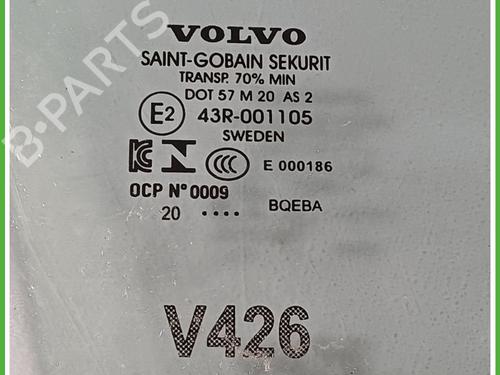 VOLVO
SAINT-GOBAIN SEKURIT
TRANSP. 70% MIN
DOT 57 M 20 AS 2
E2 43R-001105
SWEDEN
E 000186
OCP N° 0009
20 .... BQEBA
V426
B-PARTS
B-PARTS